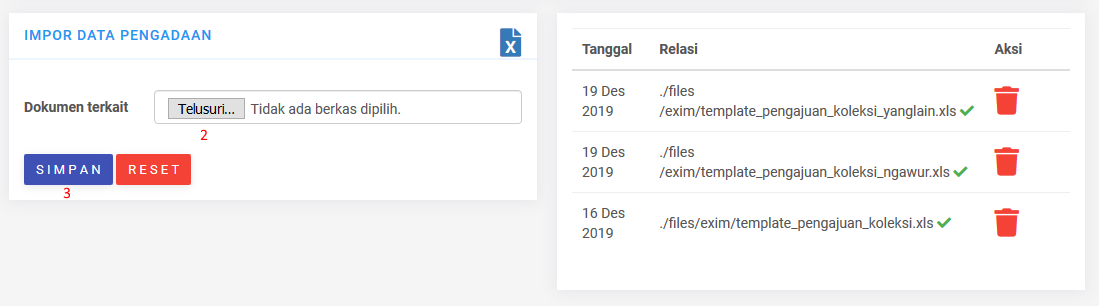 IMPOR DATA PENGADAAN
X
Dokumen terkait Telusuri... Tidak ada berkas dipilih.
2
SIMPAN RESET
3
Tanggal Relasi Aksi
19 Des 2019 ./files
/exim/template_pengajuan_koleksi_yanglain.xls
19 Des 2019 ./files
/exim/template_pengajuan_koleksi_ngawur.xls
16 Des 2019 ./files/exim/template_pengajuan_koleksi.xls